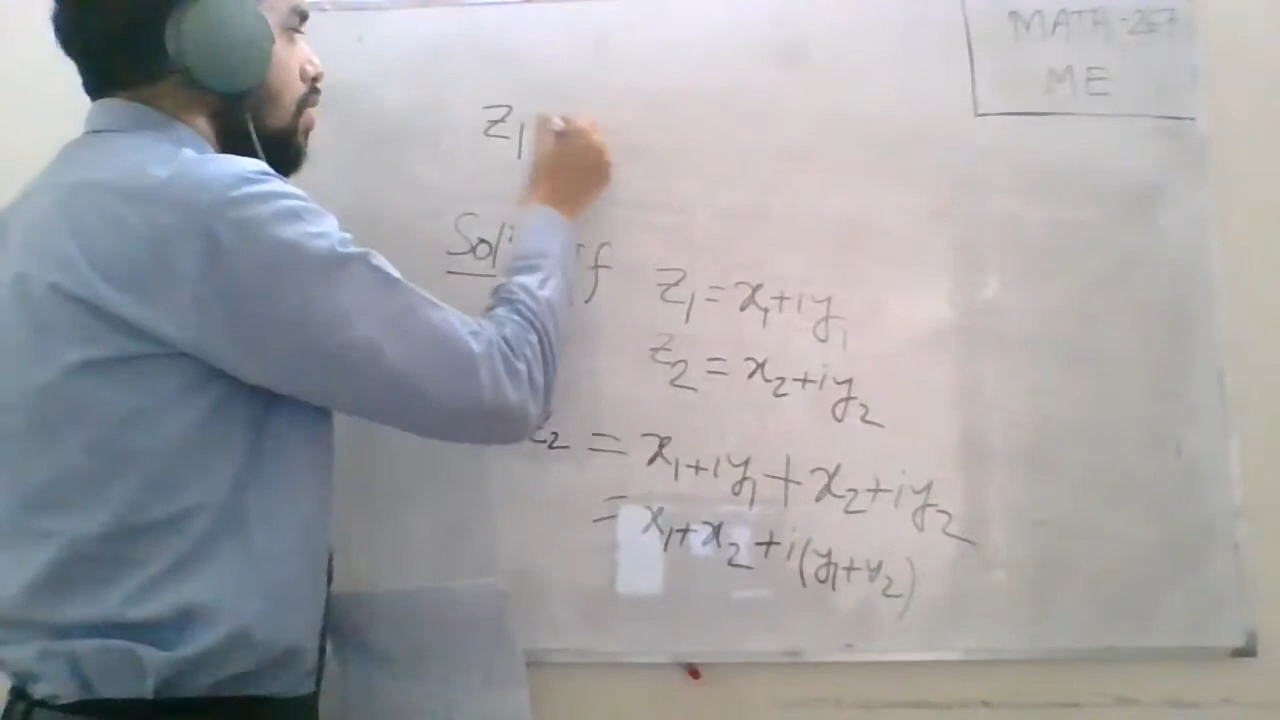 MATH-257
ME
Z₁
Sol: if
Z₁ = x₁+iy₁
Z₂ = x₂+iy₂
Z₂ = x₁+iy₁ + x₂+iy₂
= x₁+x₂ +i(y₁+y₂)